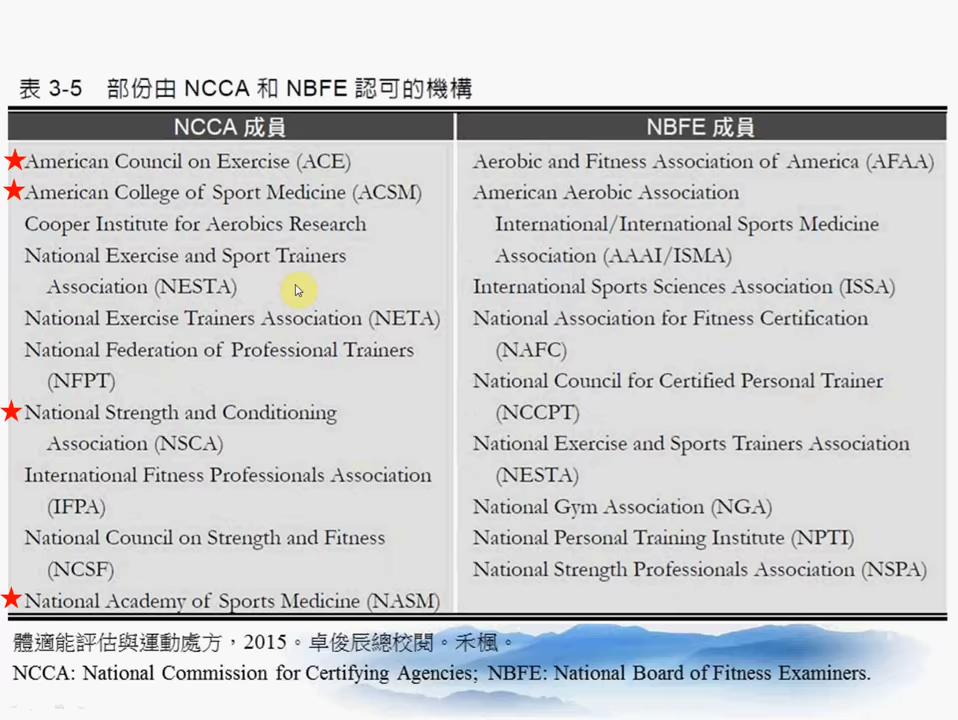 表 3-5 部份由 NCCA 和 NBFE 認可的機構
NCCA 成員
American Council on Exercise (ACE)
American College of Sport Medicine (ACSM)
Cooper Institute for Aerobics Research
National Exercise and Sport Trainers
Association (NESTA)
National Exercise Trainers Association (NETA)
National Federation of Professional Trainers
(NFPT)
National Strength and Conditioning
Association (NSCA)
International Fitness Professionals Association
(IFPA)
National Council on Strength and Fitness
(NCSF)
National Academy of Sports Medicine (NASM)
NBFE 成員
Aerobic and Fitness Association of America (AFAA)
American Aerobic Association
International/International Sports Medicine
Association (AAAI/ISMA)
International Sports Sciences Association (ISSA)
National Association for Fitness Certification
(NAFC)
National Council for Certified Personal Trainer
(NCCPT)
National Exercise and Sports Trainers Association
(NESTA)
National Gym Association (NGA)
National Personal Training Institute (NPTI)
National Strength Professionals Association (NSPA)
體適能評估與運動處方，2015。卓俊辰總校閱。禾楓。
NCCA: National Commission for Certifying Agencies; NBFE: National Board of Fitness Examiners.